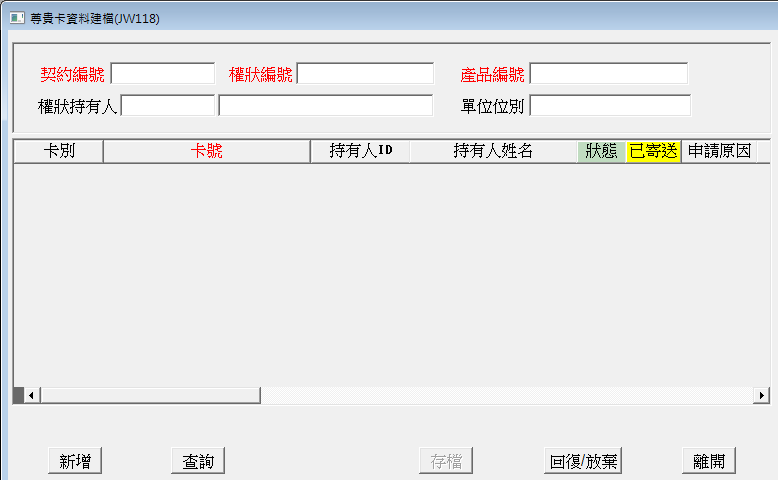 尊貴卡資料建檔(JW118)
契約編號 權狀編號 產品編號
權狀持有人 單位位別
卡別 卡號 持有人ID 持有人姓名 狀態 已寄送 申請原因
新增 查詢 存檔 回復/放棄 離開